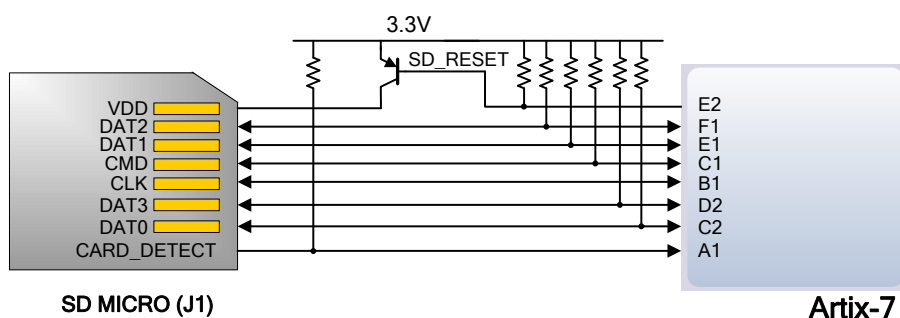 3.3V
SD_RESET
VDD
DAT2
DAT1
CMD
CLK
DAT3
DAT0
CARD_DETECT
E2
F1
E1
C1
B1
D2
C2
A1
SD MICRO (J1)
Artix-7